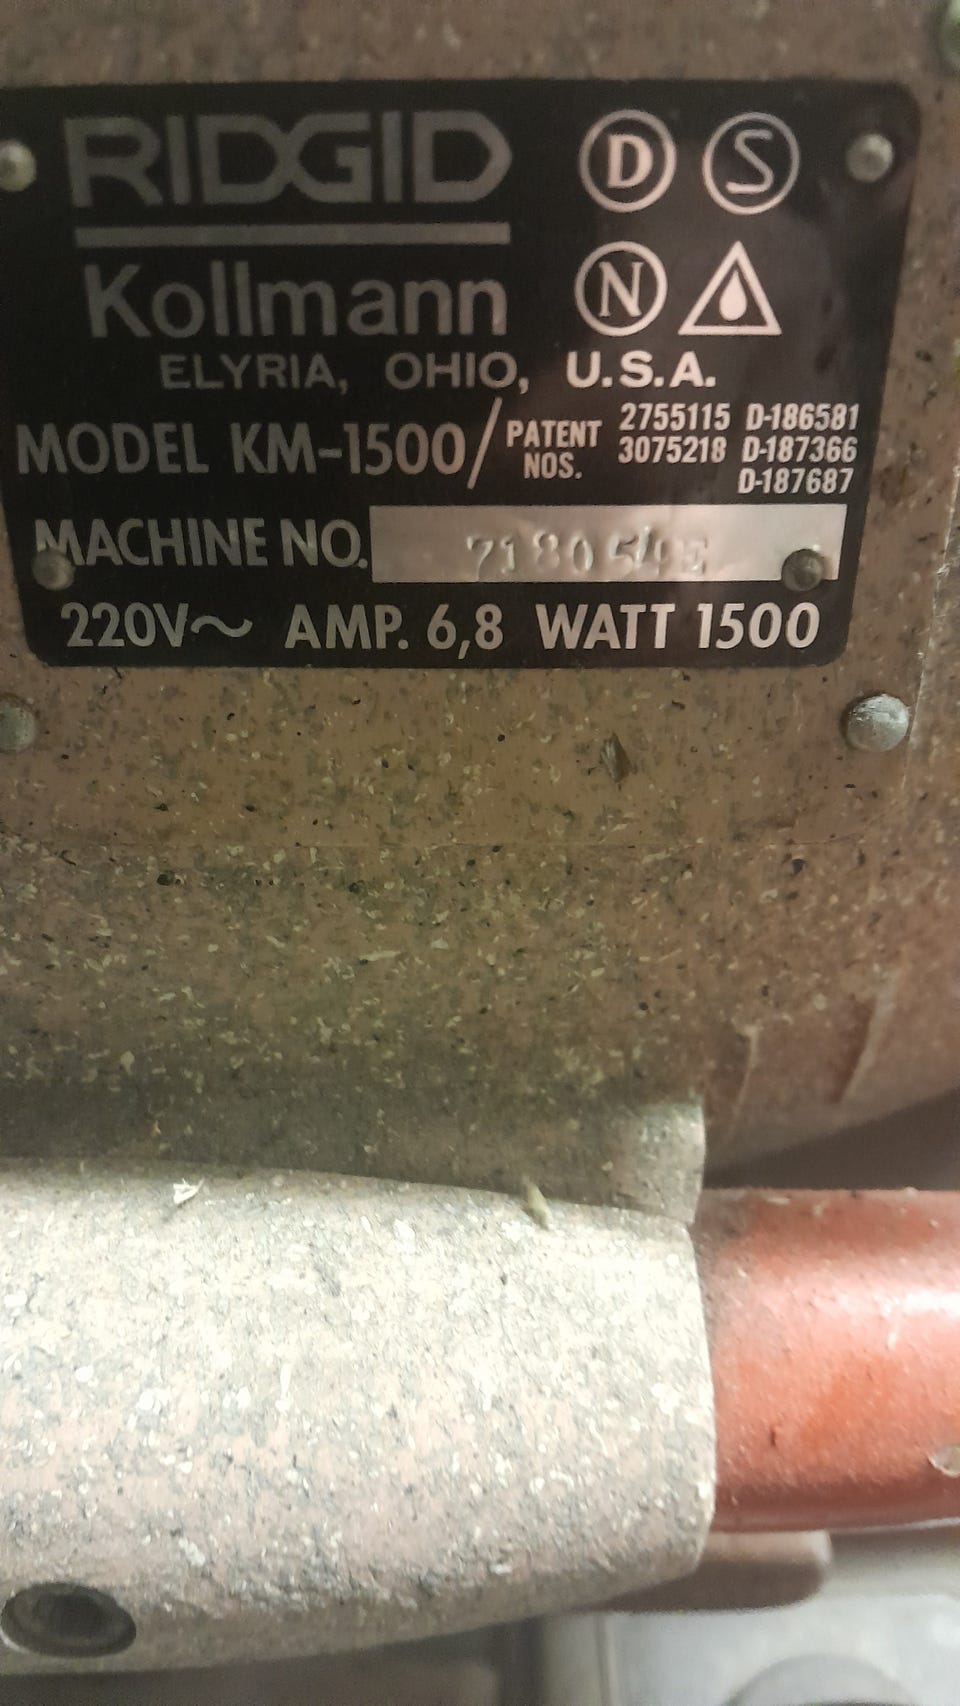 RIDGID
D S
Kollmann
N
ELYRIA, OHIO, U.S.A.
MODEL KM-1500/ PATENT NOS. 2755115 D-186581
3075218 D-187366
D-187687
MACHINE NO. 718054E
220V~ AMP. 6,8 WATT 1500